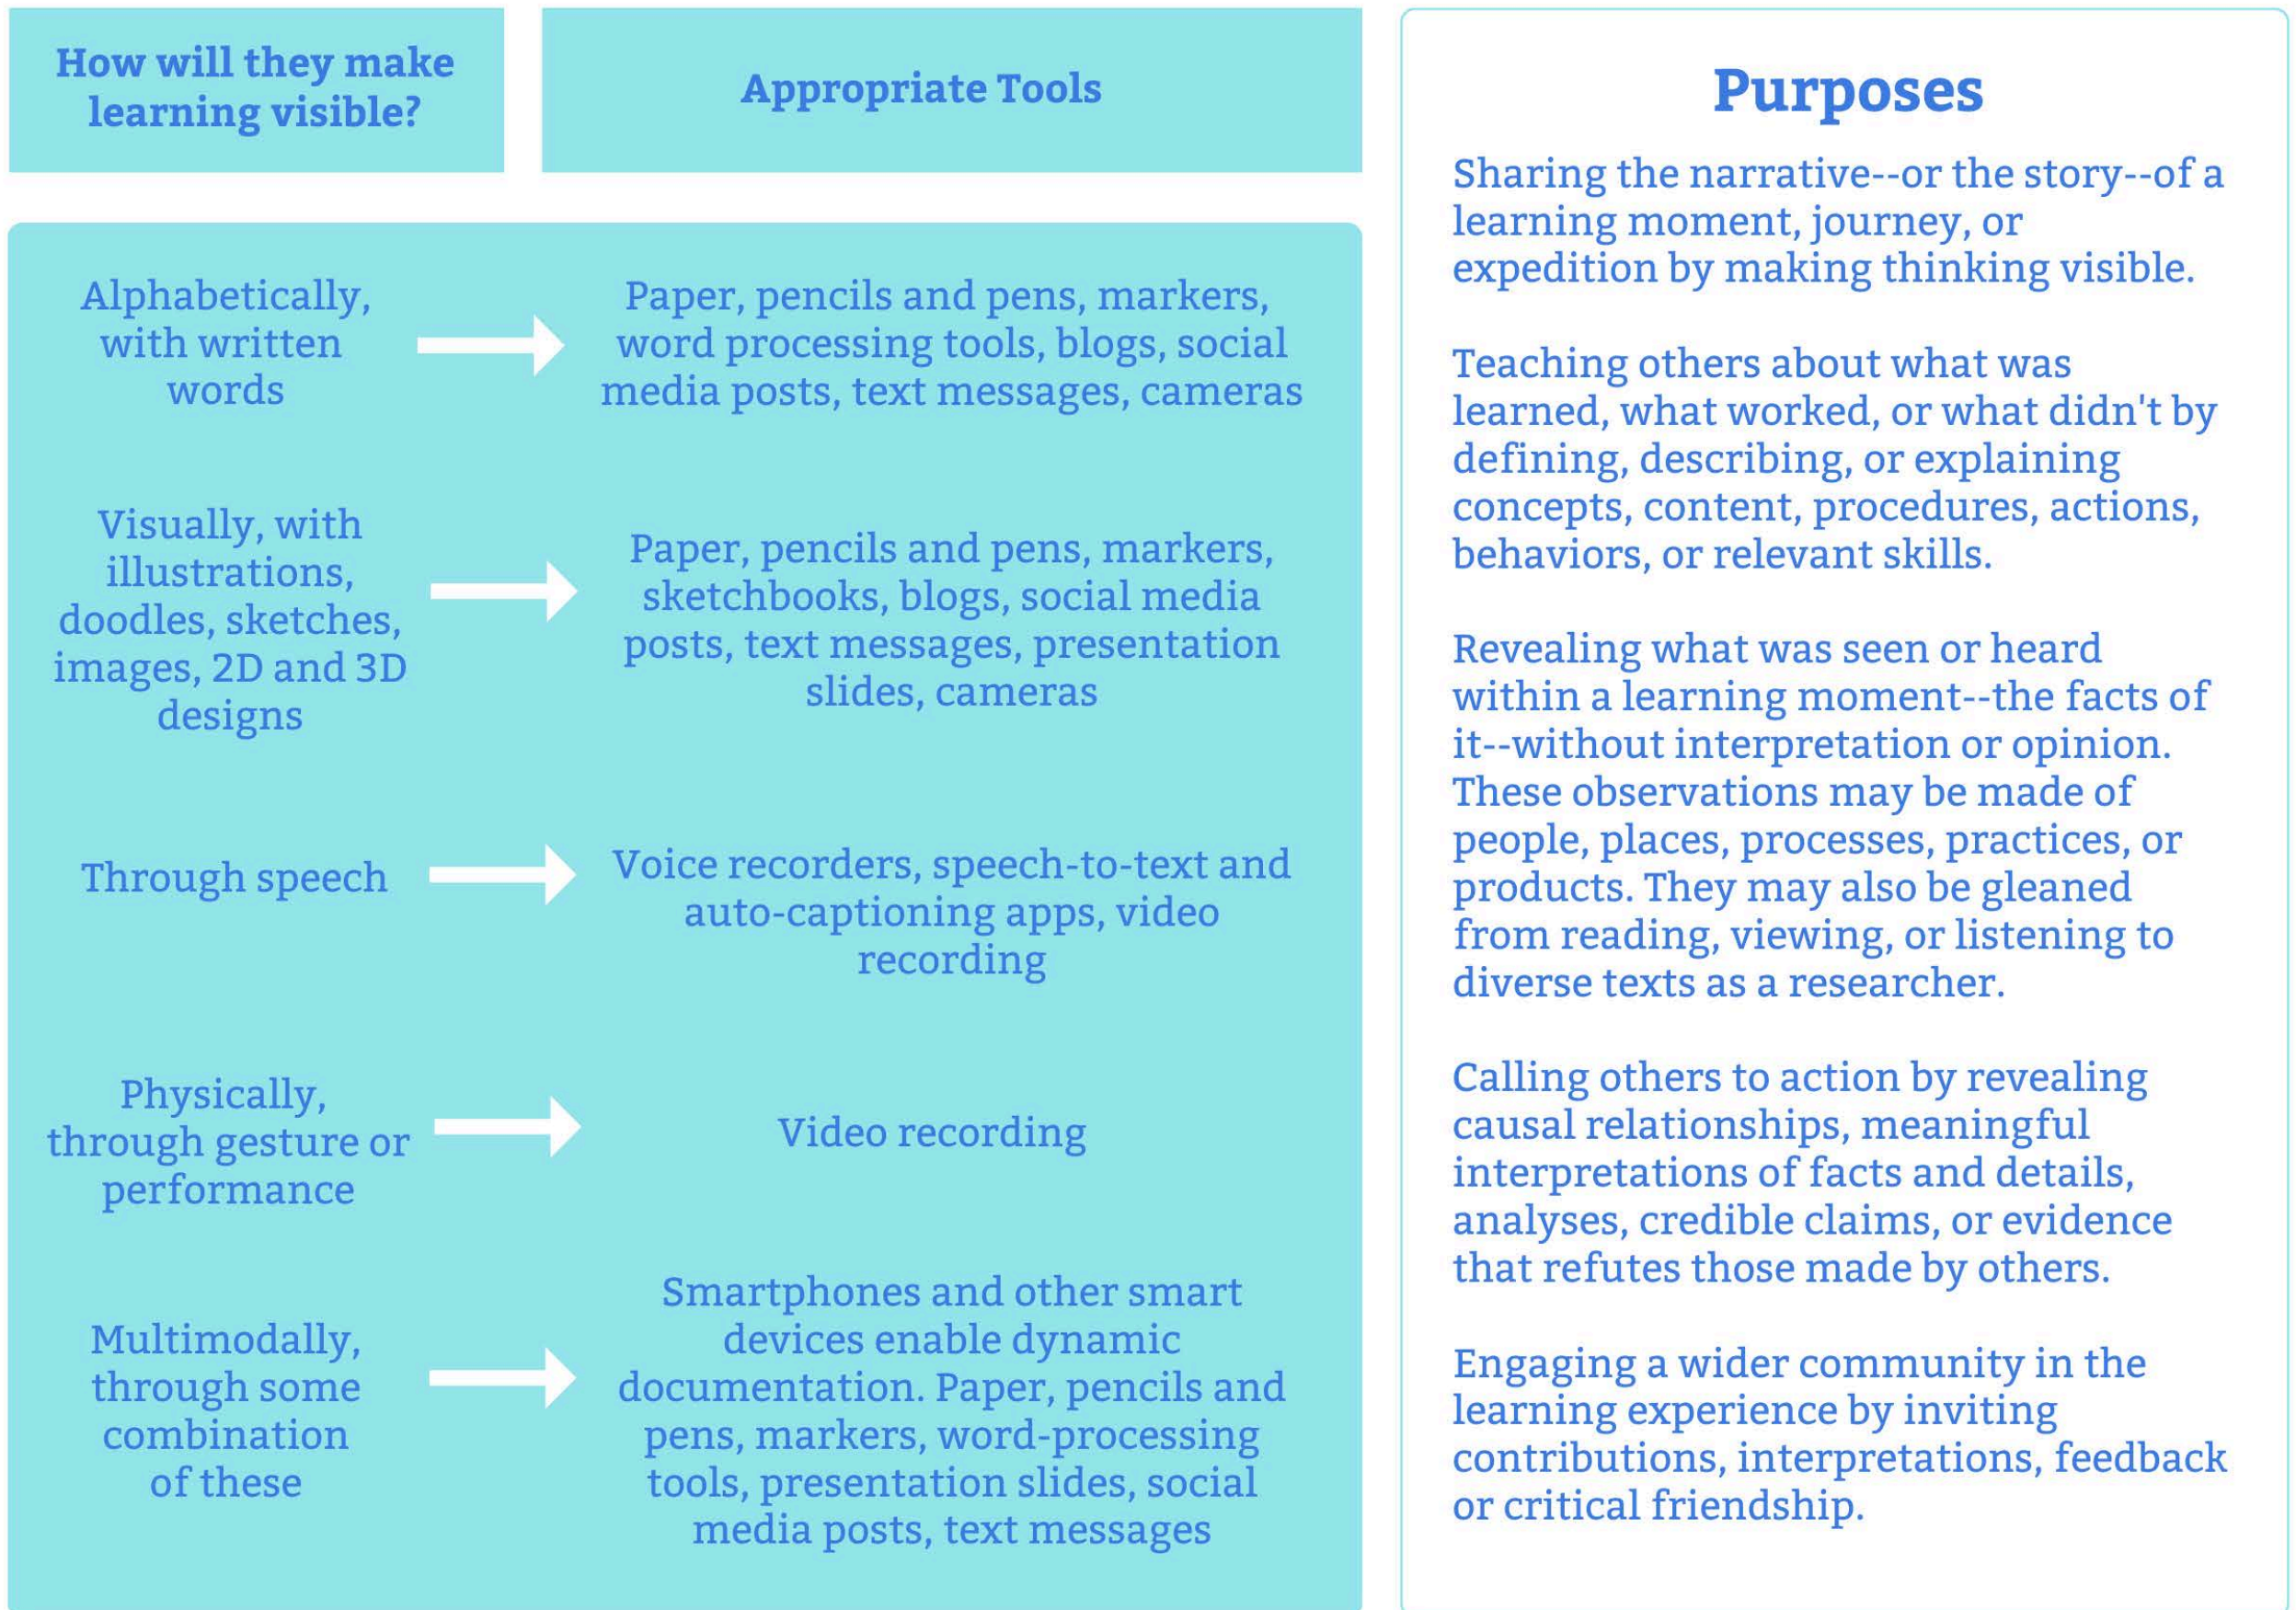 How will they make
learning visible?
Appropriate Tools
Alphabetically,
with written
words
Paper, pencils and pens, markers,
word processing tools, blogs, social
media posts, text messages, cameras
Visually, with
illustrations,
doodles, sketches,
images, 2D and 3D
designs
Paper, pencils and pens, markers,
sketchbooks, blogs, social media
posts, text messages, presentation
slides, cameras
Through speech
Voice recorders, speech-to-text and
auto-captioning apps, video
recording
Physically,
through gesture or
performance
Video recording
Multimodally,
through some
combination
of these
Smartphones and other smart
devices enable dynamic
documentation. Paper, pencils and
pens, markers, word-processing
tools, presentation slides, social
media posts, text messages
Purposes
Sharing the narrative--or the story--of a
learning moment, journey, or
expedition by making thinking visible.
Teaching others about what was
learned, what worked, or what didn't by
defining, describing, or explaining
concepts, content, procedures, actions,
behaviors, or relevant skills.
Revealing what was seen or heard
within a learning moment--the facts of
it--without interpretation or opinion.
These observations may be made of
people, places, processes, practices, or
products. They may also be gleaned
from reading, viewing, or listening to
diverse texts as a researcher.
Calling others to action by revealing
causal relationships, meaningful
interpretations of facts and details,
analyses, credible claims, or evidence
that refutes those made by others.
Engaging a wider community in the
learning experience by inviting
contributions, interpretations, feedback
or critical friendship.